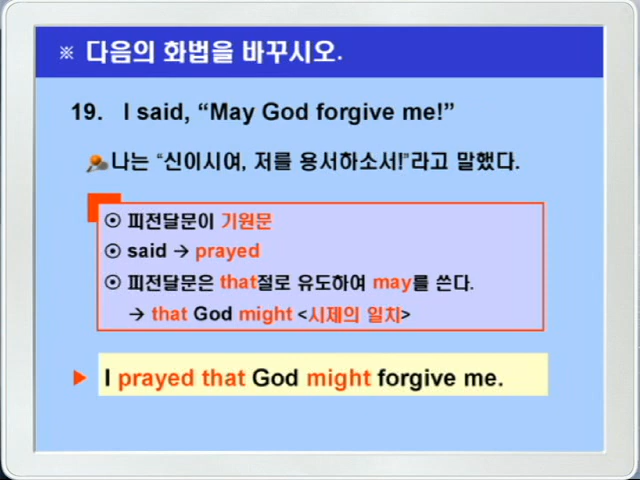 ※ 다음의 화법을 바꾸시오.
19. I said, “May God forgive me!”
나는 “신이시여, 저를 용서하소서!”라고 말했다.
⊙ 피전달문이 기원문
⊙ said → prayed
⊙ 피전달문은 that절로 유도하여 may를 쓴다.
→ that God might <시제의 일치>
▶ I prayed that God might forgive me.